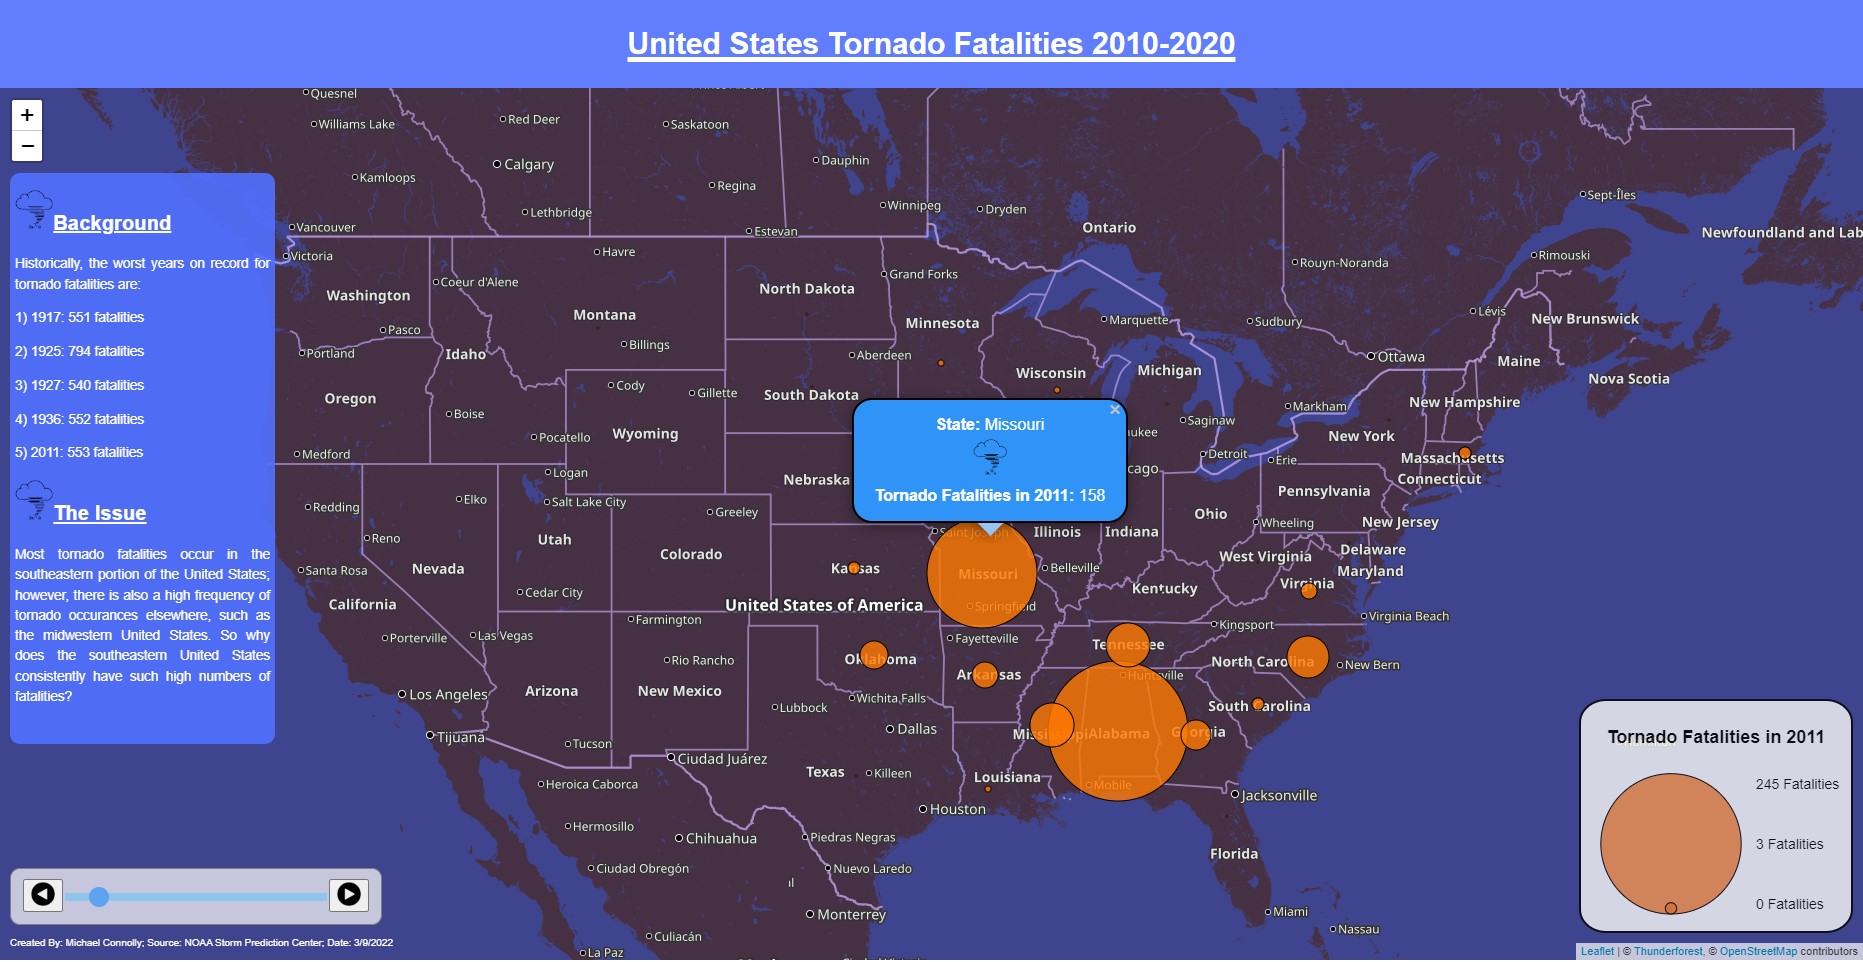 United States Tornado Fatalities 2010-2020
+
−
Background
Historically, the worst years on record for
tornado fatalities are:
1) 1917: 551 fatalities
2) 1925: 794 fatalities
3) 1927: 540 fatalities
4) 1936: 552 fatalities
5) 2011: 553 fatalities
The Issue
Most tornado fatalities occur in the
southeastern portion of the United States;
however, there is also a high frequency of
tornado occurances elsewhere, such as
the midwestern United States. So why
does the southeastern United States
consistently have such high numbers of
fatalities?
Quesnel
Williams Lake
Red Deer
Saskatoon
Calgary
Dauphin
Kamloops
Regina
Sept-Îles
Lethbridge
Winnipeg
Dryden
Vancouver
Estevan
Ontario
Newfoundland and Lab
Victoria
Havre
Rouyn-Noranda
Rimouski
Coeur d'Alene
Grand Forks
Washington
North Dakota
Montana
Minnesota
Marquette
Sudbury
Lévis
New Brunswick
Pasco
Billings
Portland
Idaho
Aberdeen
Ottawa
Maine
Wisconsin
Michigan
Nova Scotia
Cody
Gillette
South Dakota
Oregon
Markham
New Hampshire
Boise
Saginaw
Pocatello
Wyoming
ukee
New York
Medford
Detroit
Erie
Massachusetts
Logan
cago
Nebraska
Connecticut
Elko
Salt Lake City
Pennsylvania
Redding
Greeley
Ohio
Wheeling
New Jersey
State: Missouri
Tornado Fatalities in 2011: 158
×
Reno
Utah
Colorado
Saint Joseph
Illinois
Indiana
West Virginia
Delaware
Santa Rosa
Nevada
Kansas
Missouri
Belleville
Maryland
Cedar City
Kentucky
Virginia
California
United States of America
Springfield
Virginia Beach
Farmington
Kingsport
Porterville
Las Vegas
Fayetteville
Tennessee
Rio Rancho
Oklahoma
North Carolina
New Bern
Arkansas
Huntsville
Los Angeles
Arizona
New Mexico
Wichita Falls
Lubbock
South Carolina
Dallas
Mississippi
Alabama
Georgia
Tijuana
Tucson
Ciudad Juárez
Texas
Killeen
Louisiana
Heroica Caborca
Mobile
Jacksonville
Houston
Hermosillo
Chihuahua
Piedras Negras
Florida
Ciudad Obregón
Nuevo Laredo
Monterrey
Miami
Culiacán
Nassau
La Paz
Tornado Fatalities in 2011
245 Fatalities
3 Fatalities
0 Fatalities
Created By: Michael Connolly; Source: NOAA Storm Prediction Center; Date: 3/9/2022
Leaflet | © Thunderforest, © OpenStreetMap contributors